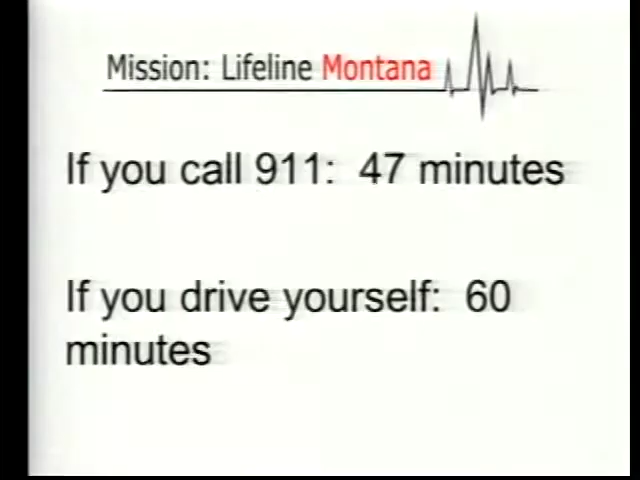 Mission: Lifeline Montana
If you call 911: 47 minutes
If you drive yourself: 60
minutes